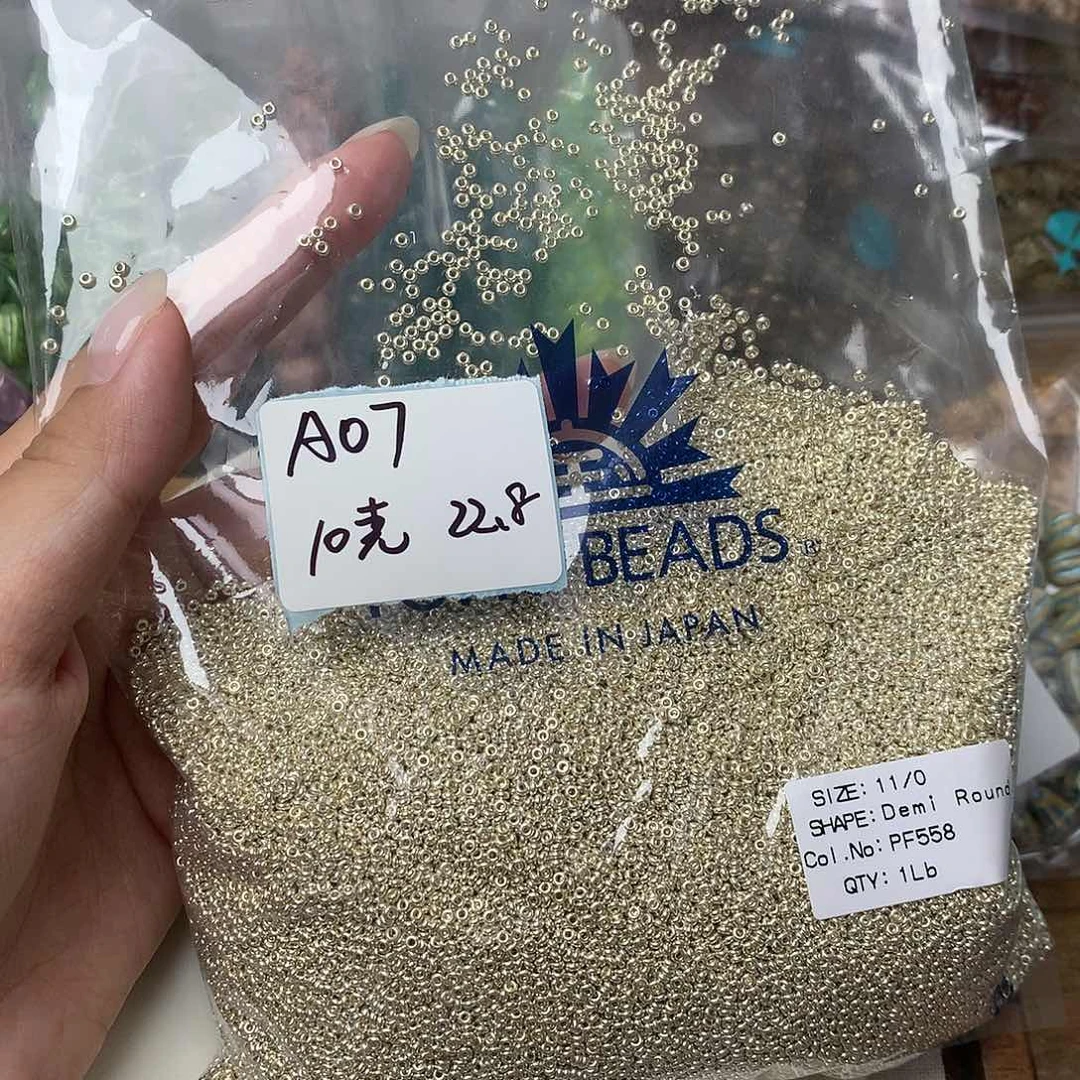 A07
10克 22.8
BEADS®
MADE IN JAPAN
SIZE: 11/0
SHAPE: Demi Round
Col.No: PF558
QTY: 1Lb